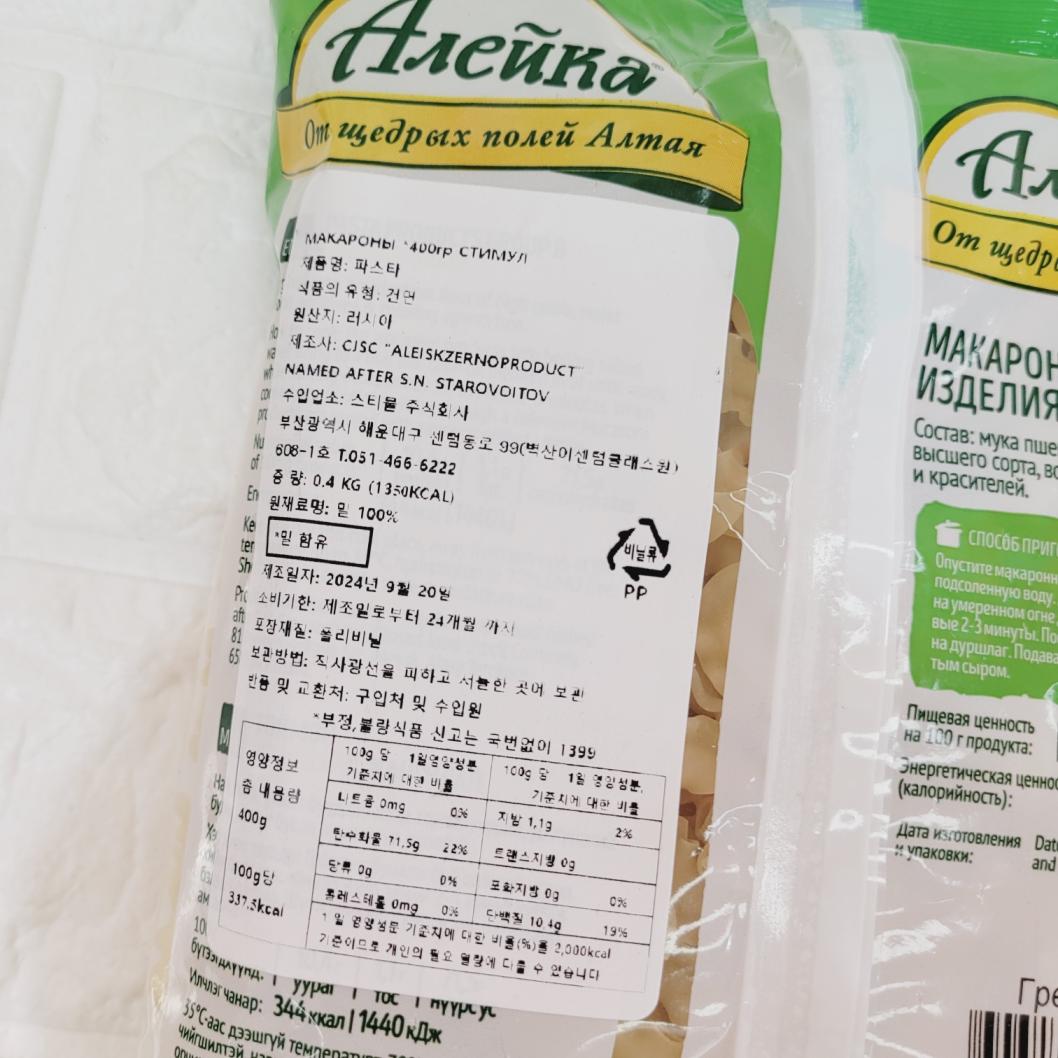 Алейка
От щедрых полей Алтая
МАКАРОНЫ *400гр СТИМУЛ
제품명: 파스타
식품의 유형: 건면
원산지: 러시아
제조사: CJSC "ALEISKZERNOPRODUCT"
NAMED AFTER S.N. STAROVOITOV
수입업소: 스티물 주식회사
부산광역시 해운대구 센텀동로 99(벽산이센텀클래스원)
608-1호 T.051-466-6222
중 량: 0.4 KG (1350KCAL)
원재료명: 밀 100%
*밀 함유
비닐류
PP
제조일자: 2024년 9월 20일
소비기한: 제조일로부터 24개월 까지
포장재질: 폴리비닐
보관방법: 직사광선을 피하고 서늘한 곳에 보관
반품 및 교환처: 구입처 및 수입원
*부정,불량식품 신고는 국번없이 1399
영양정보
총 내용량
400g
100g당
337.5kcal
100g 당 1일영양성분
기준치에 대한 비율
100g 당 1일 영양성분
기준치에 대한 비율
나트륨 0mg 0%
지방 1,1g 2%
탄수화물 71,5g 22%
트랜스지방 0g
당류 0g 0%
포화지방 0g 0%
콜레스테롤 0mg 0%
단백질 10.4g 19%
1 일 영양성분 기준치에 대한 비율(%)을 2,000kcal
기준이므로 개인의 필요 열량에 다를 수 있습니다
Илчлэг чанар: 344 ккал | 1440 кДж
35°С-аас дээшгүй
Ал
От щедр
МАКАРОН
ИЗДЕЛИЯ
Состав: мука пше
высшего сорта, во
и красителей.
СПОСОБ ПРИГО
Опустите макаронн
подсоленную воду.
на умеренном огне
вые 2-3 минуты. По
на дуршлаг. Подава
тым сыром.
Пищевая ценность
на 100 г продукта:
Энергетическая ценно
(калорийность):
Дата изготовления
и упаковки:
Dat
and
Гре